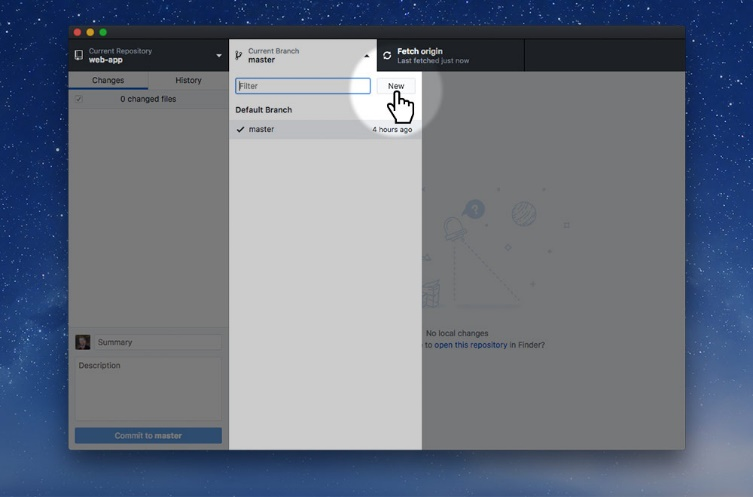 Current Repository
web-app
Current Branch
master
Fetch origin
Last fetched just now
Changes
History
0 changed files
Filter
New
Default Branch
master
4 hours ago
No local changes
to open this repository in Finder?
Summary
Description
Commit to master